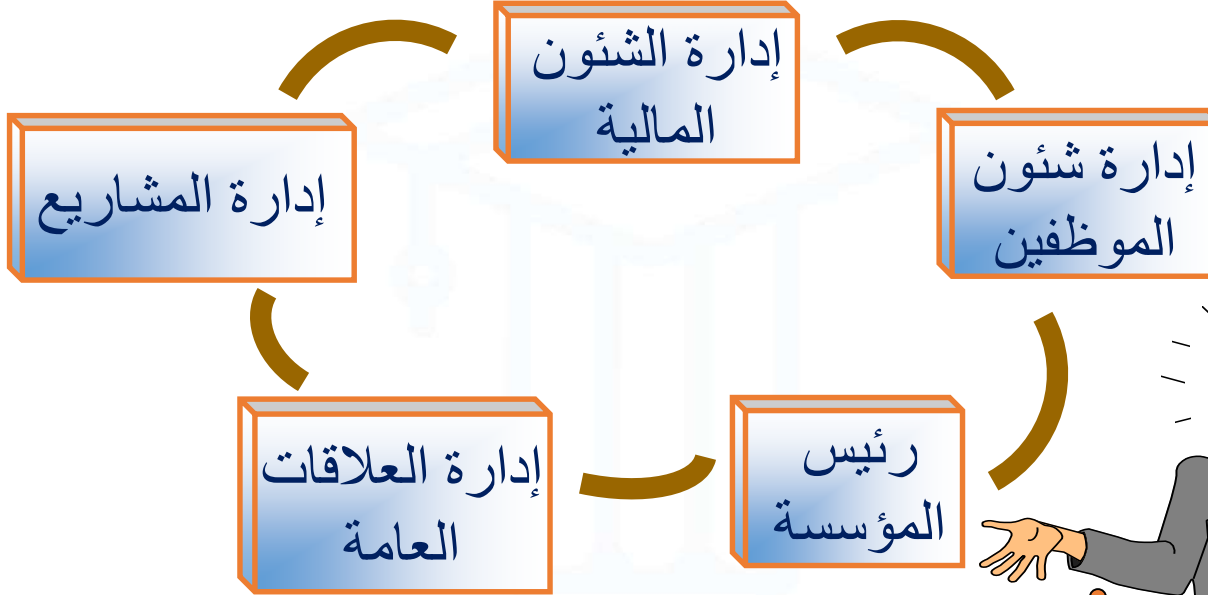 إدارة الشئون
المالية
إدارة شئون
الموظفين
إدارة المشاريع
رئيس
المؤسسة
إدارة العلاقات
العامة